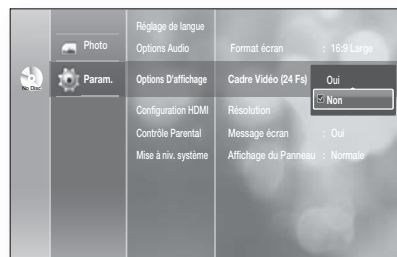 Réglage de langue
Photo
Options Audio
Format écran : 16:9 Large
No Disc
Param.
Options D'affichage
Cadre Vidéo (24 Fs)
Oui
Non
Configuration HDMI
Résolution
Contrôle Parental
Message écran : Oui
Mise à niv. système
Affichage du Panneau : Normale